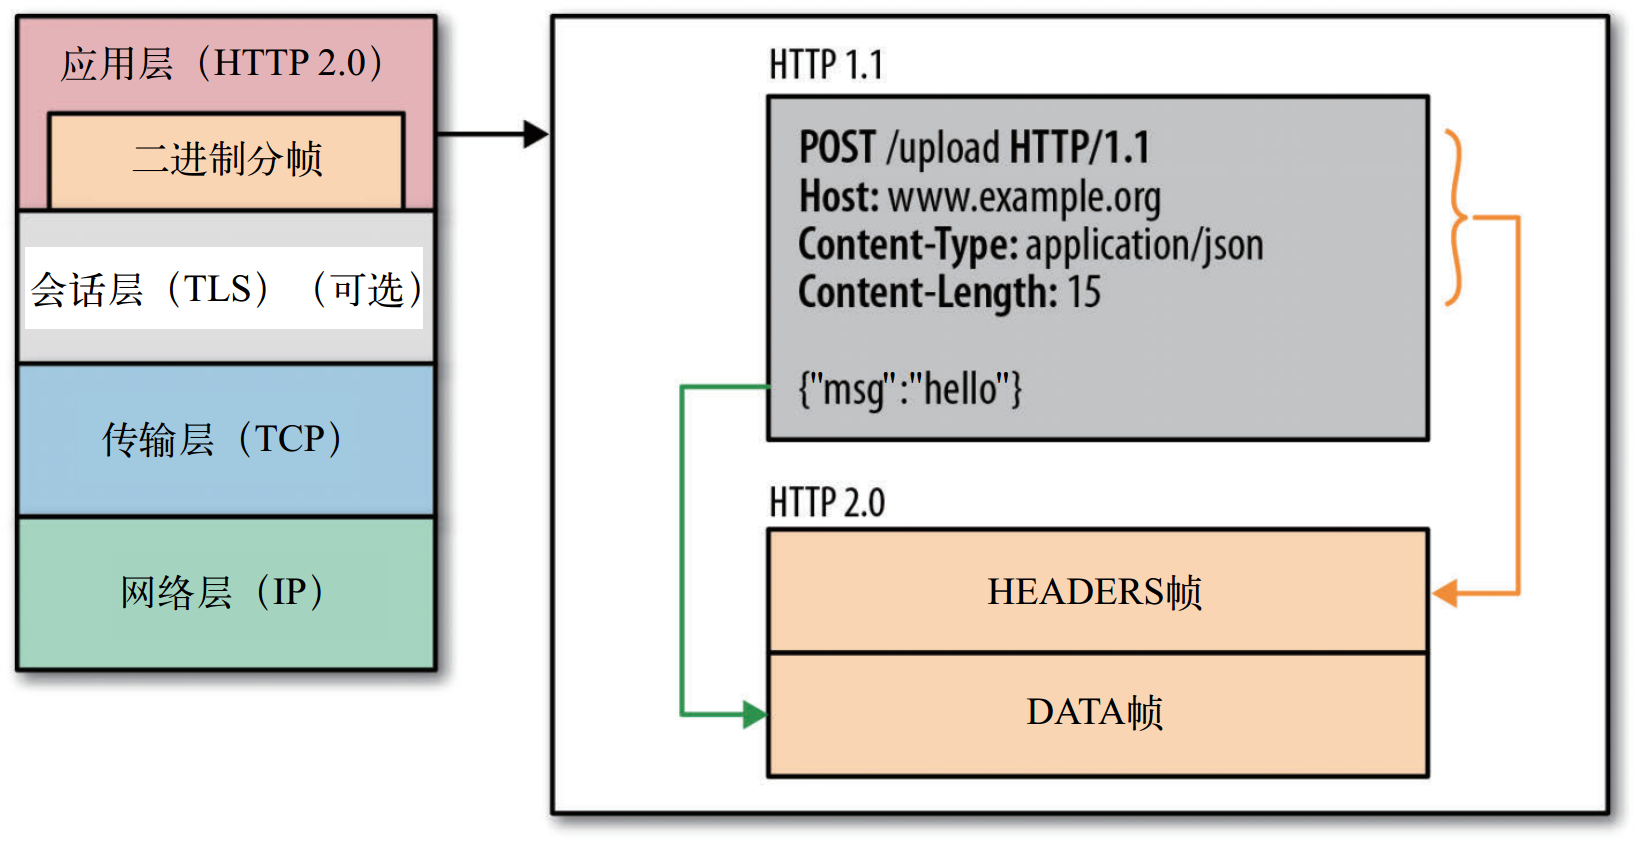 应用层（HTTP 2.0）
二进制分帧
会话层（TLS）（可选）
传输层（TCP）
网络层（IP）
HTTP 1.1
POST /upload HTTP/1.1
Host: www.example.org
Content-Type: application/json
Content-Length: 15
{"msg":"hello"}
HTTP 2.0
HEADERS帧
DATA帧